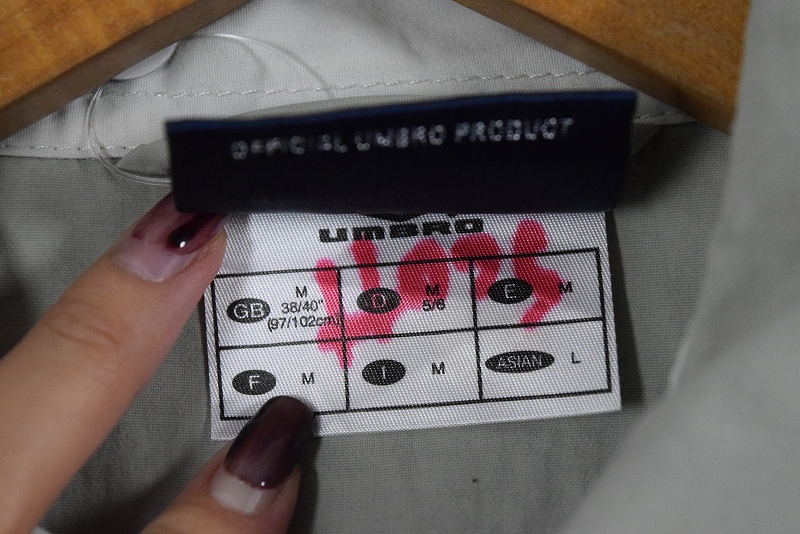 OFFICIAL UMBRO PRODUCT
UMBRO
GB M 38/40" (97/102cm)
D M 5/6
E M
F M
I M
ASIAN L